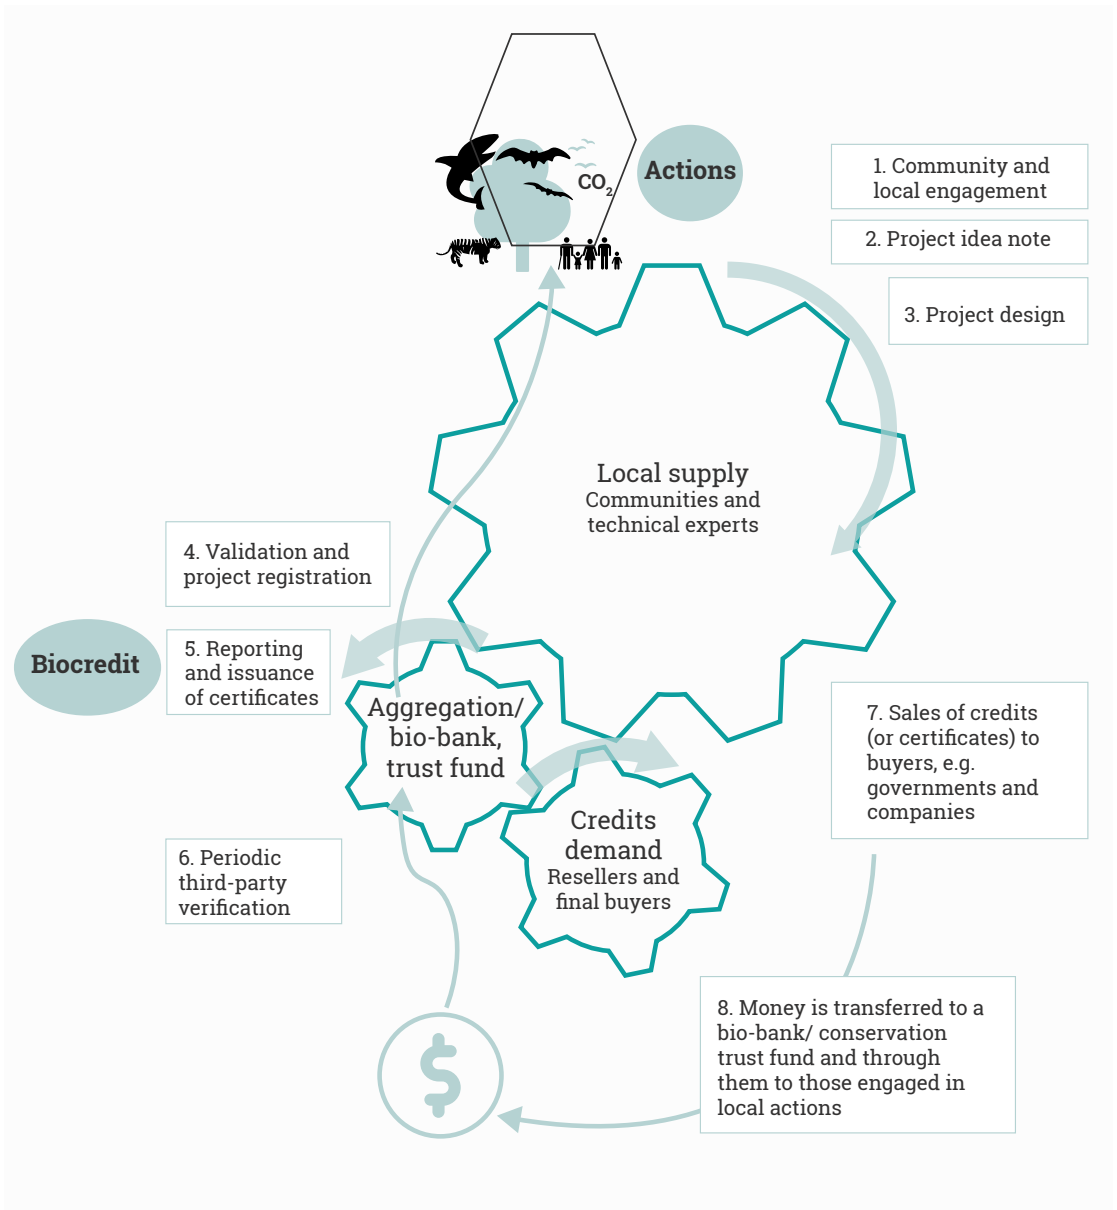 CO2
Actions
1. Community and
local engagement
2. Project idea note
3. Project design
Local supply
Communities and
technical experts
4. Validation and
project registration
Biocredit
5. Reporting
and issuance
of certificates
Aggregation/
bio-bank,
trust fund
Credits
demand
Resellers and
final buyers
6. Periodic
third-party
verification
7. Sales of credits
(or certificates) to
buyers, e.g.
governments and
companies
8. Money is transferred to a
bio-bank/ conservation
trust fund and through
them to those engaged in
local actions
$